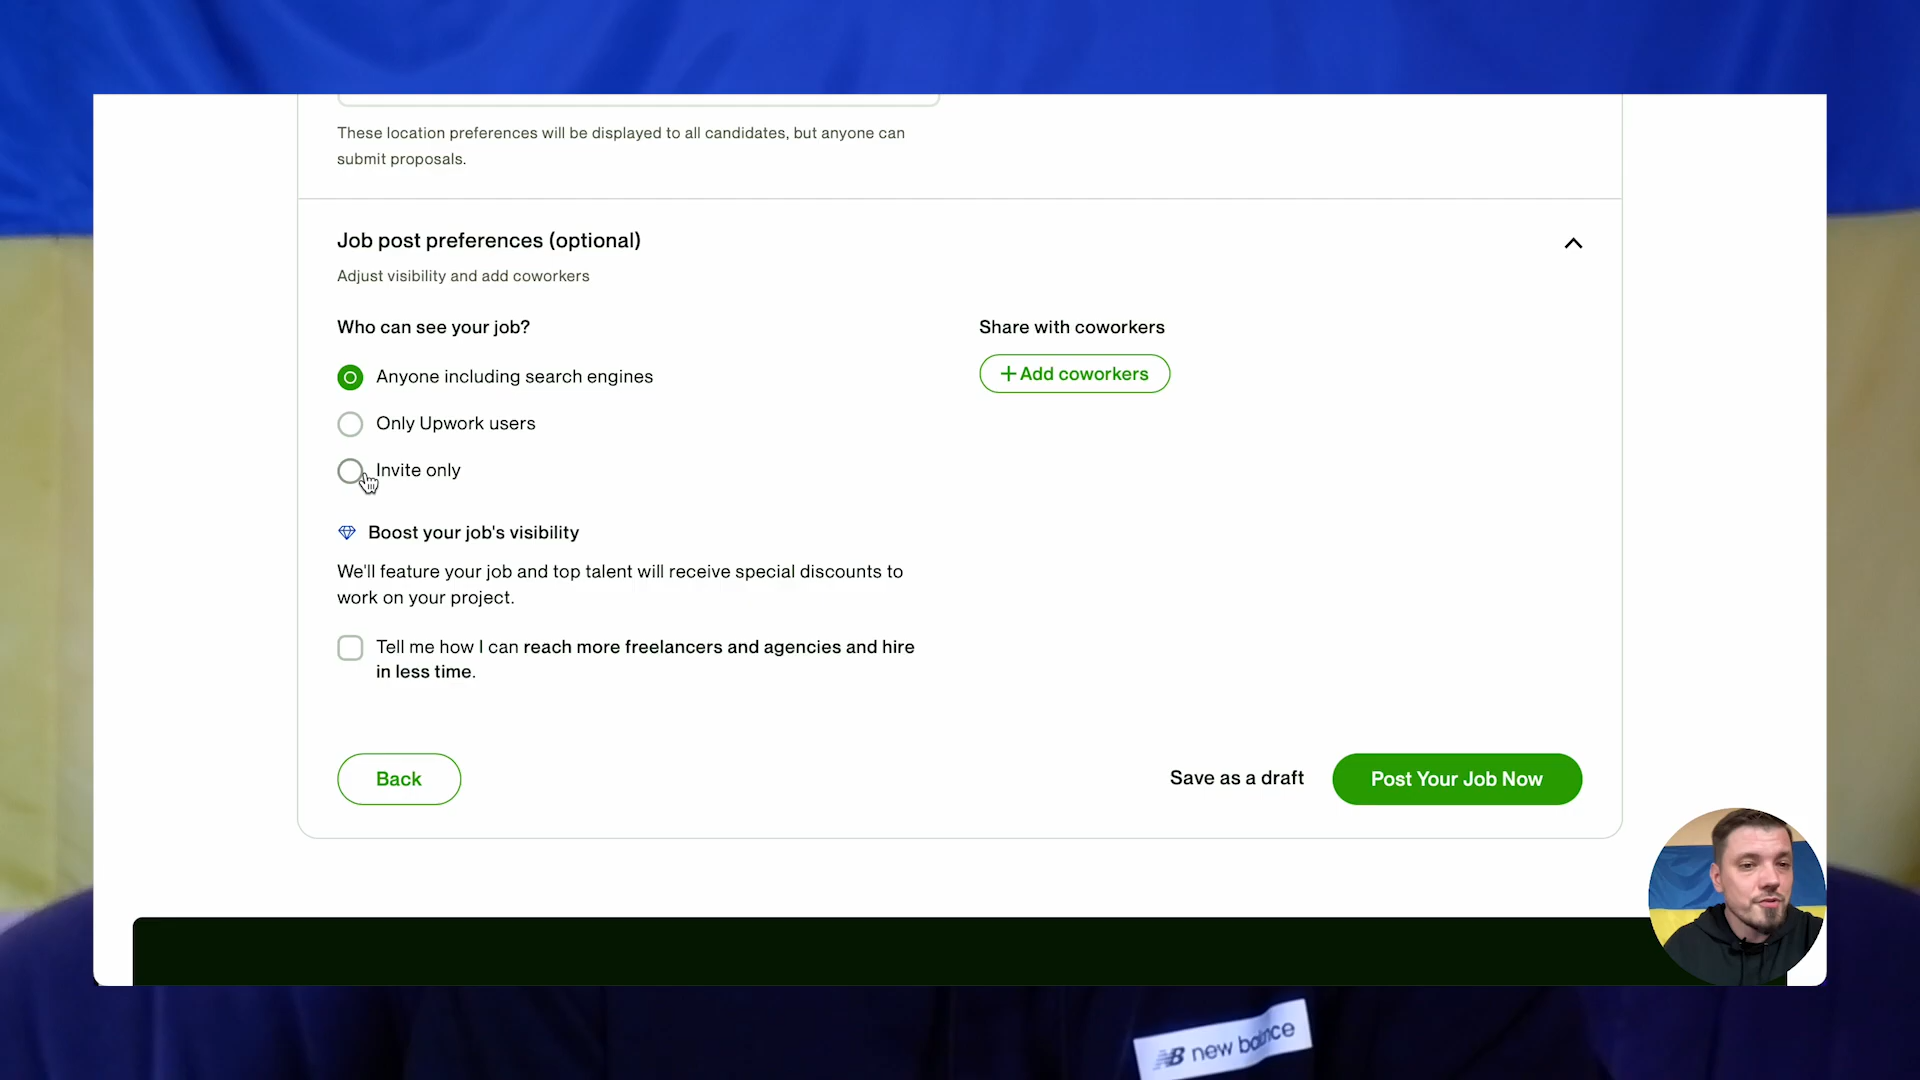 These location preferences will be displayed to all candidates, but anyone can
submit proposals.
Job post preferences (optional)
Adjust visibility and add coworkers
Who can see your job?
Share with coworkers
Anyone including search engines
+ Add coworkers
Only Upwork users
Invite only
Boost your job's visibility
We'll feature your job and top talent will receive special discounts to
work on your project.
Tell me how I can reach more freelancers and agencies and hire
in less time.
Back
Save as a draft
Post Your Job Now
NB new balance